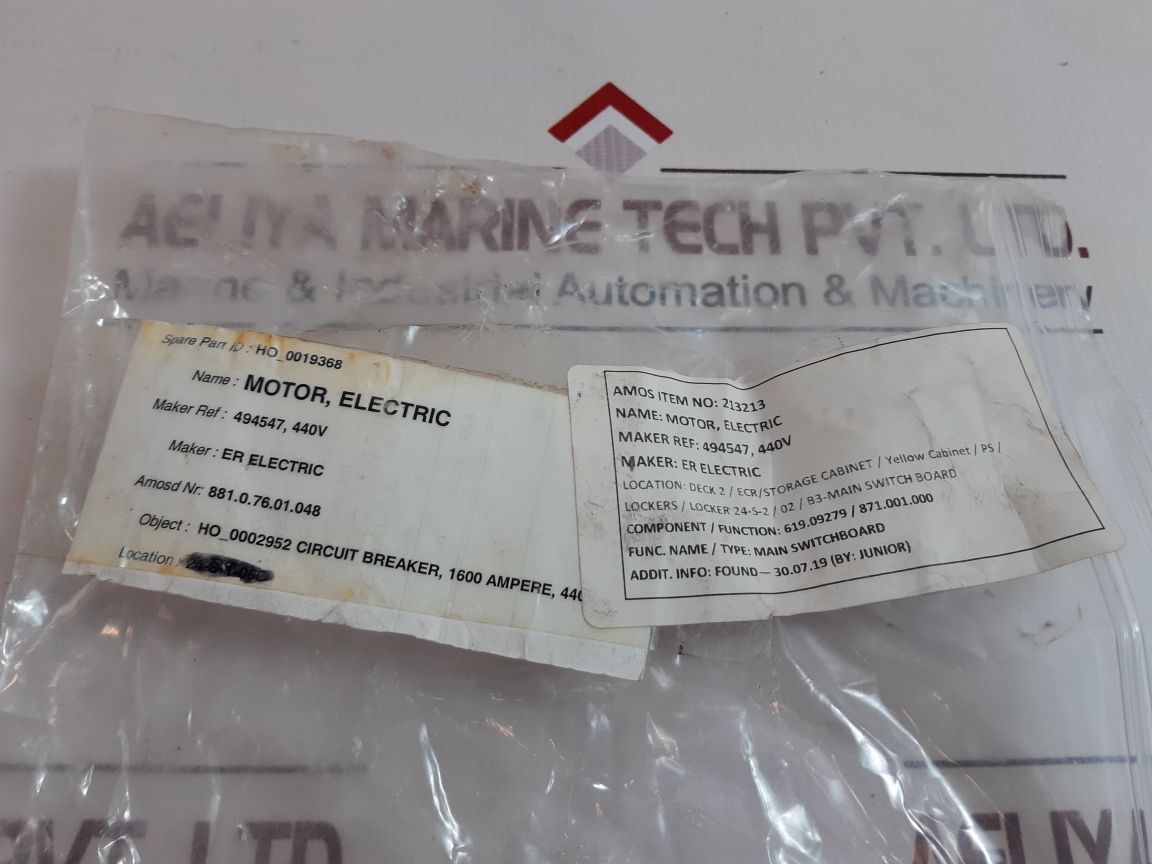 AELIYA MARINE TECH PVT. LTD.
Marine & Industrial Automation & Machinery
Spare Part ID : HO_0019368
Name : MOTOR, ELECTRIC
Maker Ref : 494547, 440V
Maker : ER ELECTRIC
Amosd Nr: 881.0.76.01.048
Object : HO_0002952 CIRCUIT BREAKER, 1600 AMPERE, 440
Location :
AMOS ITEM NO: 213213
NAME: MOTOR, ELECTRIC
MAKER REF: 494547, 440V
MAKER: ER ELECTRIC
LOCATION: DECK 2 / ECR/STORAGE CABINET / Yellow Cabinet / PS /
LOCKERS / LOCKER 24-S-2 / 02 / B3-MAIN SWITCH BOARD
COMPONENT / FUNCTION: 619.09279 / 871.001.000
FUNC. NAME / TYPE: MAIN SWITCHBOARD
ADDIT. INFO: FOUND— 30.07.19 (BY: JUNIOR)
PVT. LTD.
AELIYA